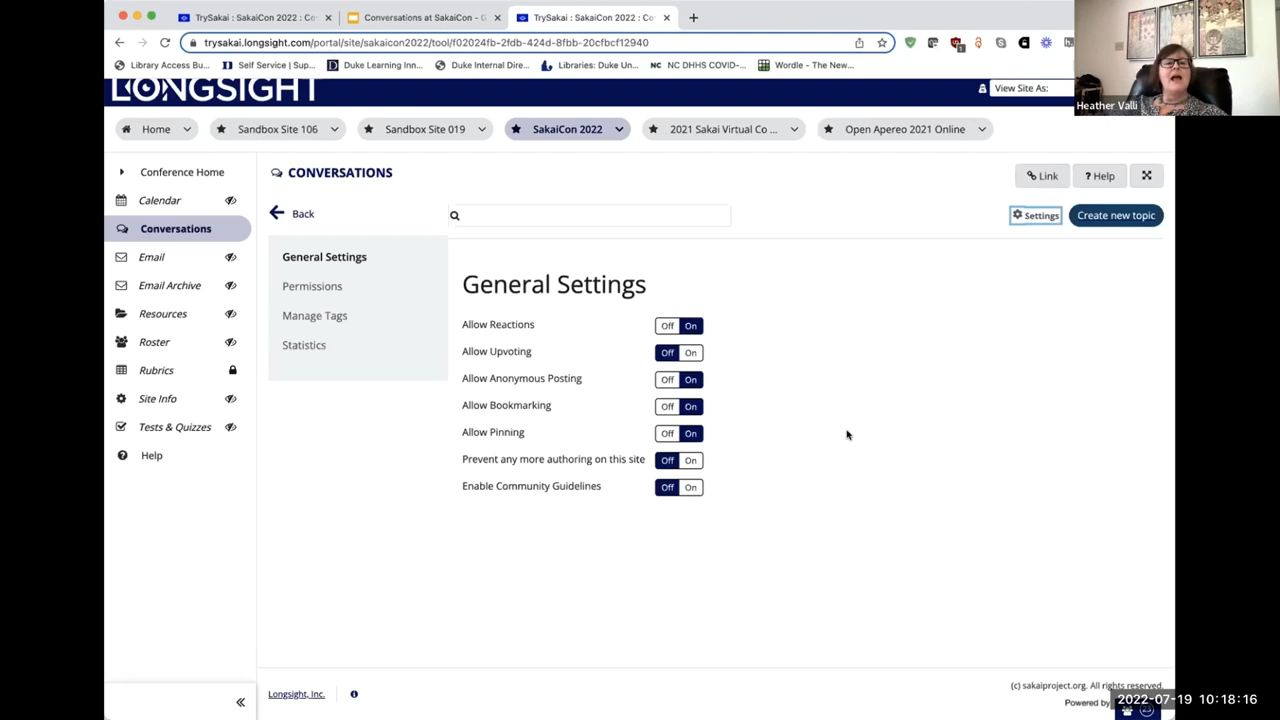 TrySakai : SakaiCon 2022 : Co
Conversations at SakaiCon - G
TrySakai : SakaiCon 2022 : Co
trysakai.longsight.com/portal/site/sakaicon2022/tool/f02024fb-2fdb-424d-8fbb-20cfbcf12940
Library Access Bu...
Self Service | Sup...
Duke Learning Inn...
Duke Internal Dire...
Libraries: Duke Un...
NC DHHS COVID-...
Wordle - The New...
Heather Valli
LONGSIGHT
View Site As:
Home
Sandbox Site 106
Sandbox Site 019
SakaiCon 2022
2021 Sakai Virtual Co ...
Open Apereo 2021 Online
Conference Home
Calendar
Conversations
Email
Email Archive
Resources
Roster
Rubrics
Site Info
Tests & Quizzes
Help
CONVERSATIONS
Link
? Help
Back
Settings
Create new topic
General Settings
Permissions
Manage Tags
Statistics
General Settings
Allow Reactions Off On
Allow Upvoting Off On
Allow Anonymous Posting Off On
Allow Bookmarking Off On
Allow Pinning Off On
Prevent any more authoring on this site Off On
Enable Community Guidelines Off On
Longsight, Inc.
(c) sakaiproject.org. All rights reserved.
Powered by
2022-07-19 10:18:16